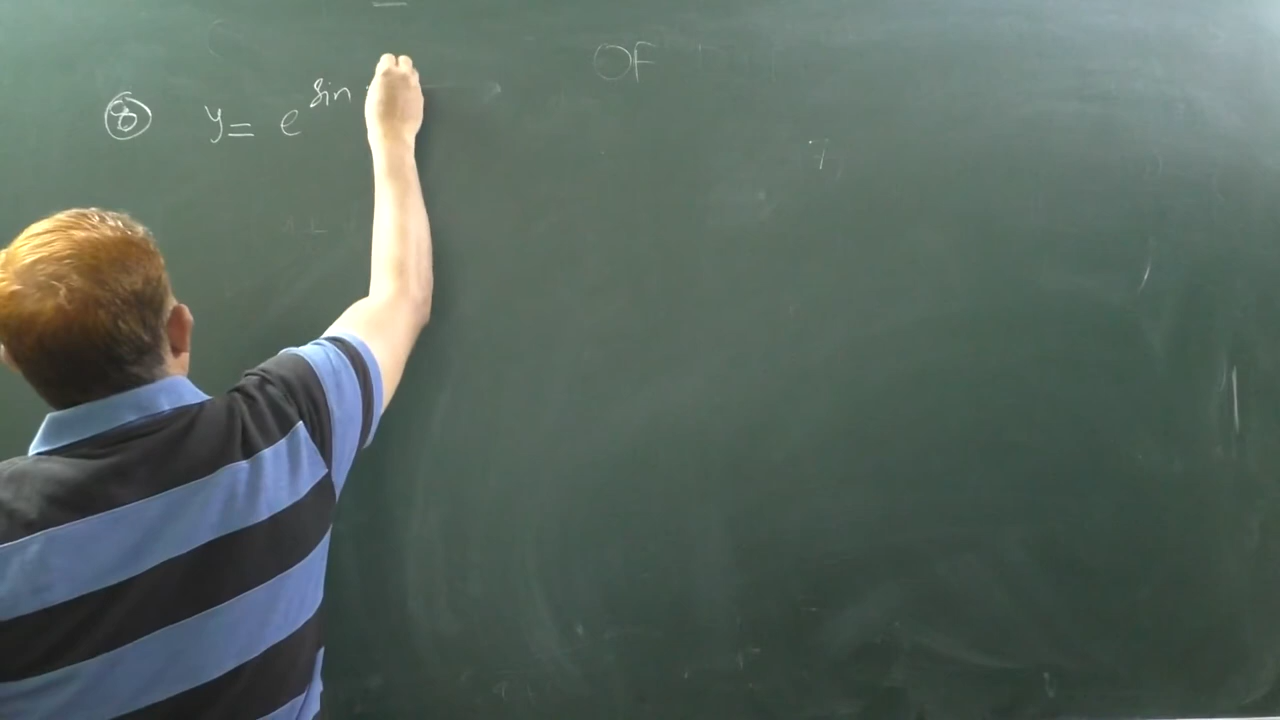 OF
⑧ y = e^sin